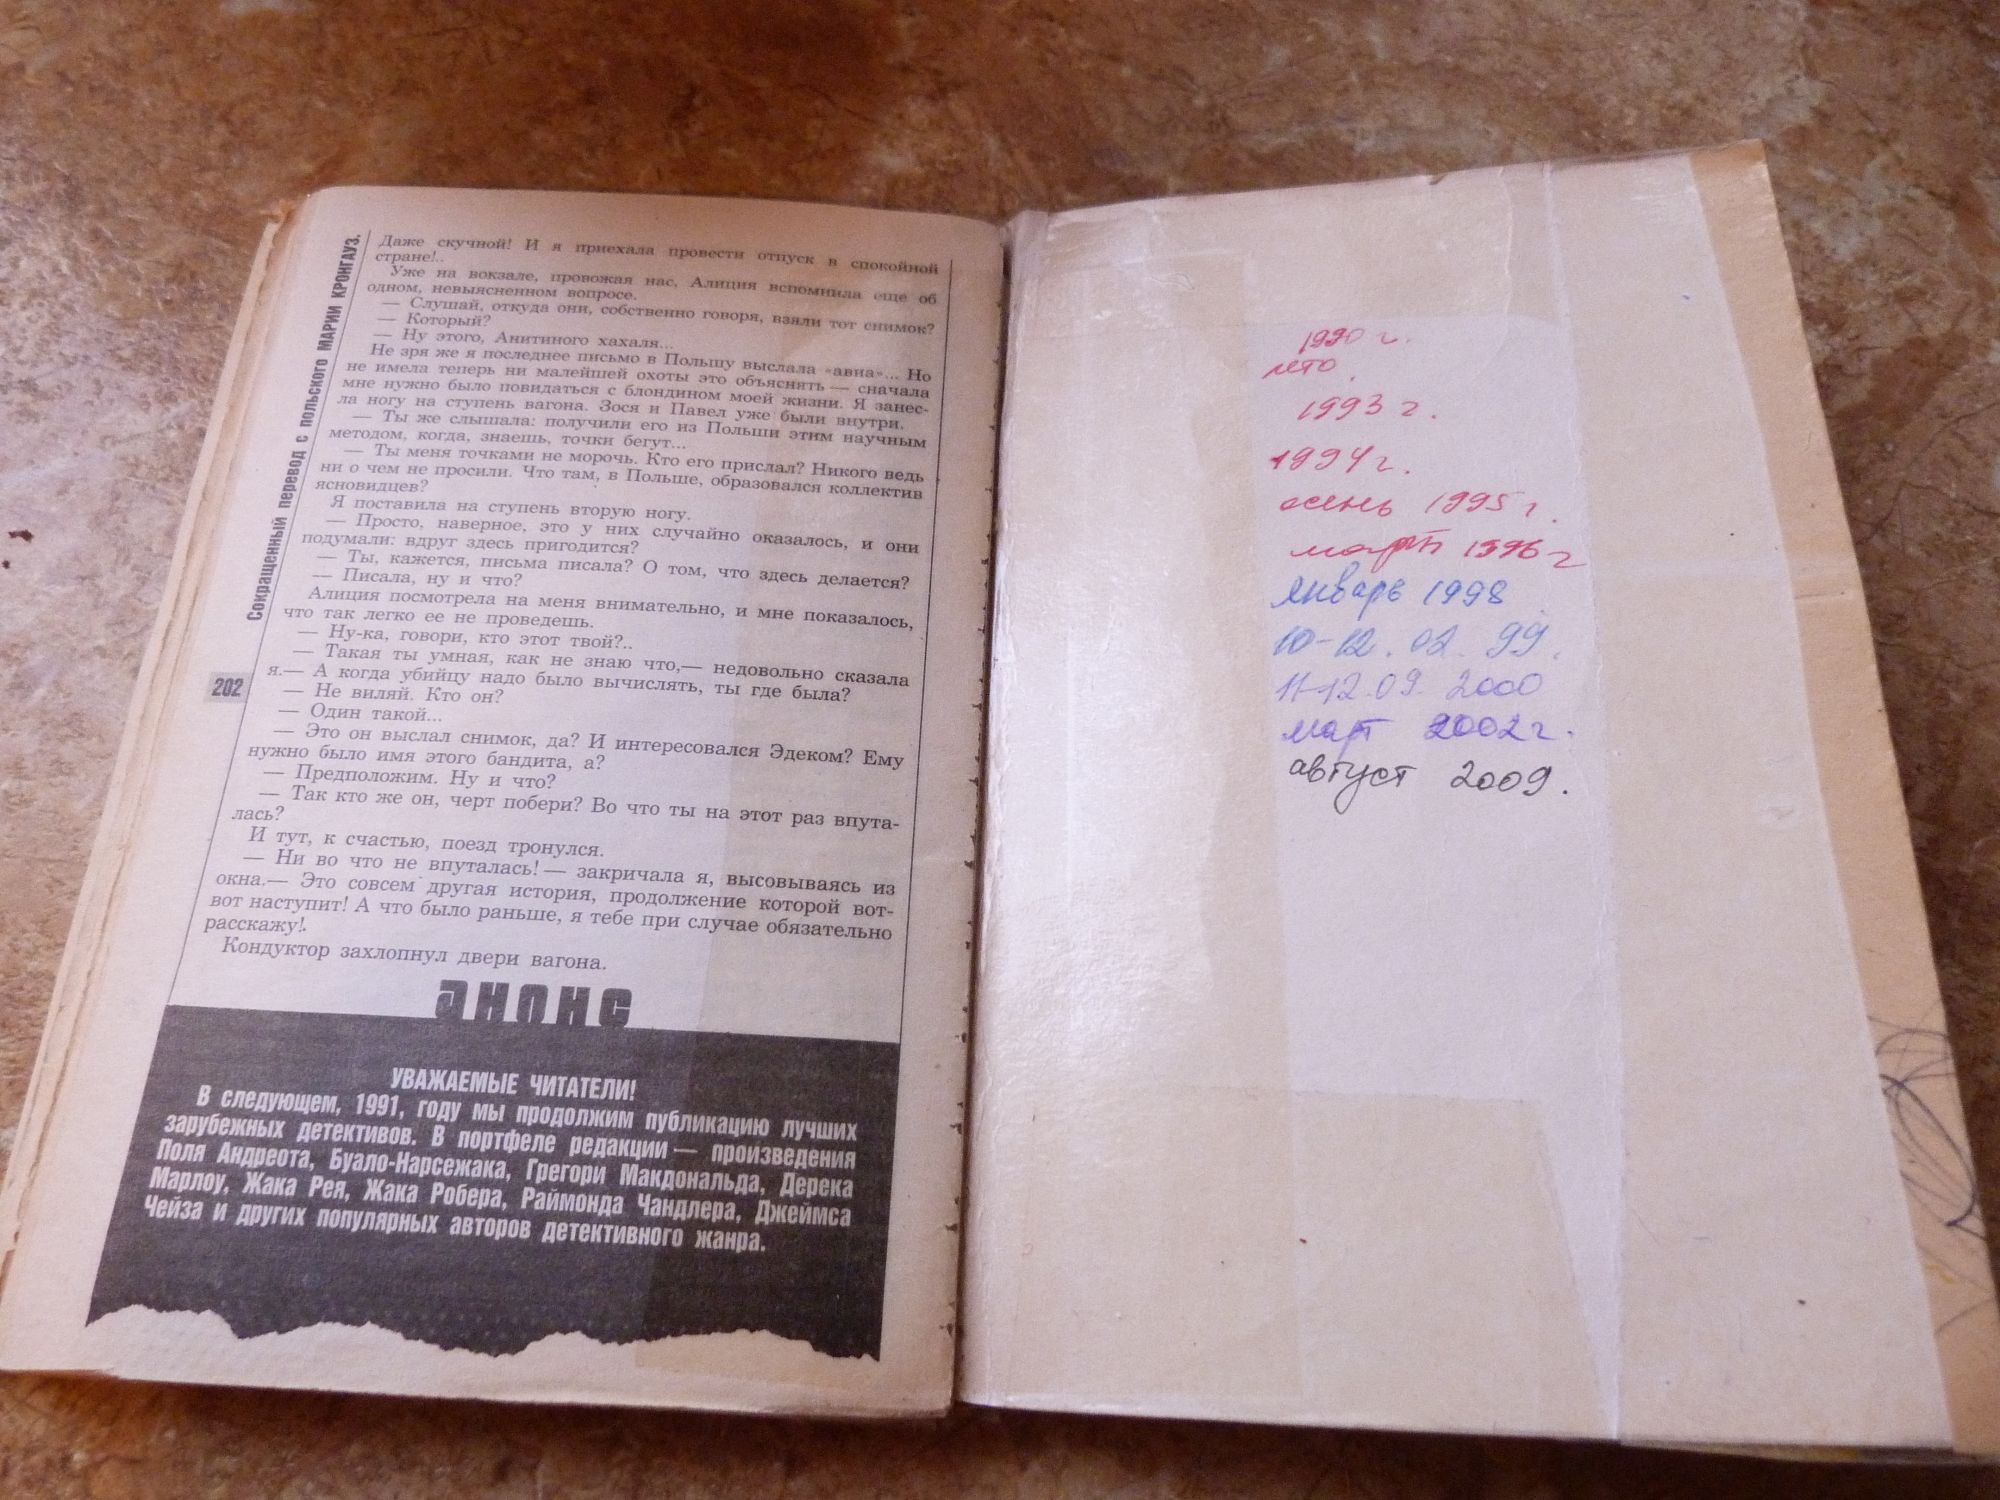 Сокращенный перевод с польского МАРИИ КРОНГАУЗ.
Даже скучной! И я приехала провести отпуск в спокойной
стране!..
Уже на вокзале, провожая нас, Алиция вспомнила еще об
одном, невыясненном вопросе.
— Слушай, откуда они, собственно говоря, взяли тот снимок?
— Который?
— Ну этого, Анитиного хахаля...
Не зря же я последнее письмо в Польшу выслала «авиа»... Но
не имела теперь ни малейшей охоты это объяснять — сначала
мне нужно было повидаться с блондином моей жизни. Я занес-
ла ногу на ступень вагона. Зося и Павел уже были внутри.
— Ты же слышала: получили его из Польши этим научным
методом, когда, знаешь, точки бегут...
— Ты меня точками не морочь. Кто его прислал? Никого ведь
ни о чем не просили. Что там, в Польше, образовался коллектив
ясновидцев?
Я поставила на ступень вторую ногу.
— Просто, наверное, это у них случайно оказалось, и они
подумали: вдруг здесь пригодится?
— Ты, кажется, письма писала? О том, что здесь делается?
— Писала, ну и что?
Алиция посмотрела на меня внимательно, и мне показалось,
что так легко ее не проведешь.
— Ну-ка, говори, кто этот твой?..
— Такая ты умная, как не знаю что,— недовольно сказала
я.— А когда убийцу надо было вычислять, ты где была?
— Не виляй. Кто он?
— Один такой...
— Это он выслал снимок, да? И интересовался Эдеком? Ему
нужно было имя этого бандита, а?
— Предположим. Ну и что?
— Так кто же он, черт побери? Во что ты на этот раз впута-
лась?
И тут, к счастью, поезд тронулся.
— Ни во что не впуталась! — закричала я, высовываясь из
окна.— Это совсем другая история, продолжение которой вот-
вот наступит! А что было раньше, я тебе при случае обязательно
расскажу!.
Кондуктор захлопнул двери вагона.
202
анонс
УВАЖАЕМЫЕ ЧИТАТЕЛИ!
В следующем, 1991, году мы продолжим публикацию лучших
зарубежных детективов. В портфеле редакции — произведения
Поля Андреота, Буало-Нарсежака, Грегори Макдональда, Дерека
Марлоу, Жака Рея, Жака Робера, Раймонда Чандлера, Джеймса
Чейза и других популярных авторов детективного жанра.
1990 г.
лето
1993 г.
1994 г.
осень 1995 г.
март 1996 г
январь 1998
10-12.02.99.
11-12.09.2000
март 2002 г.
август 2009.